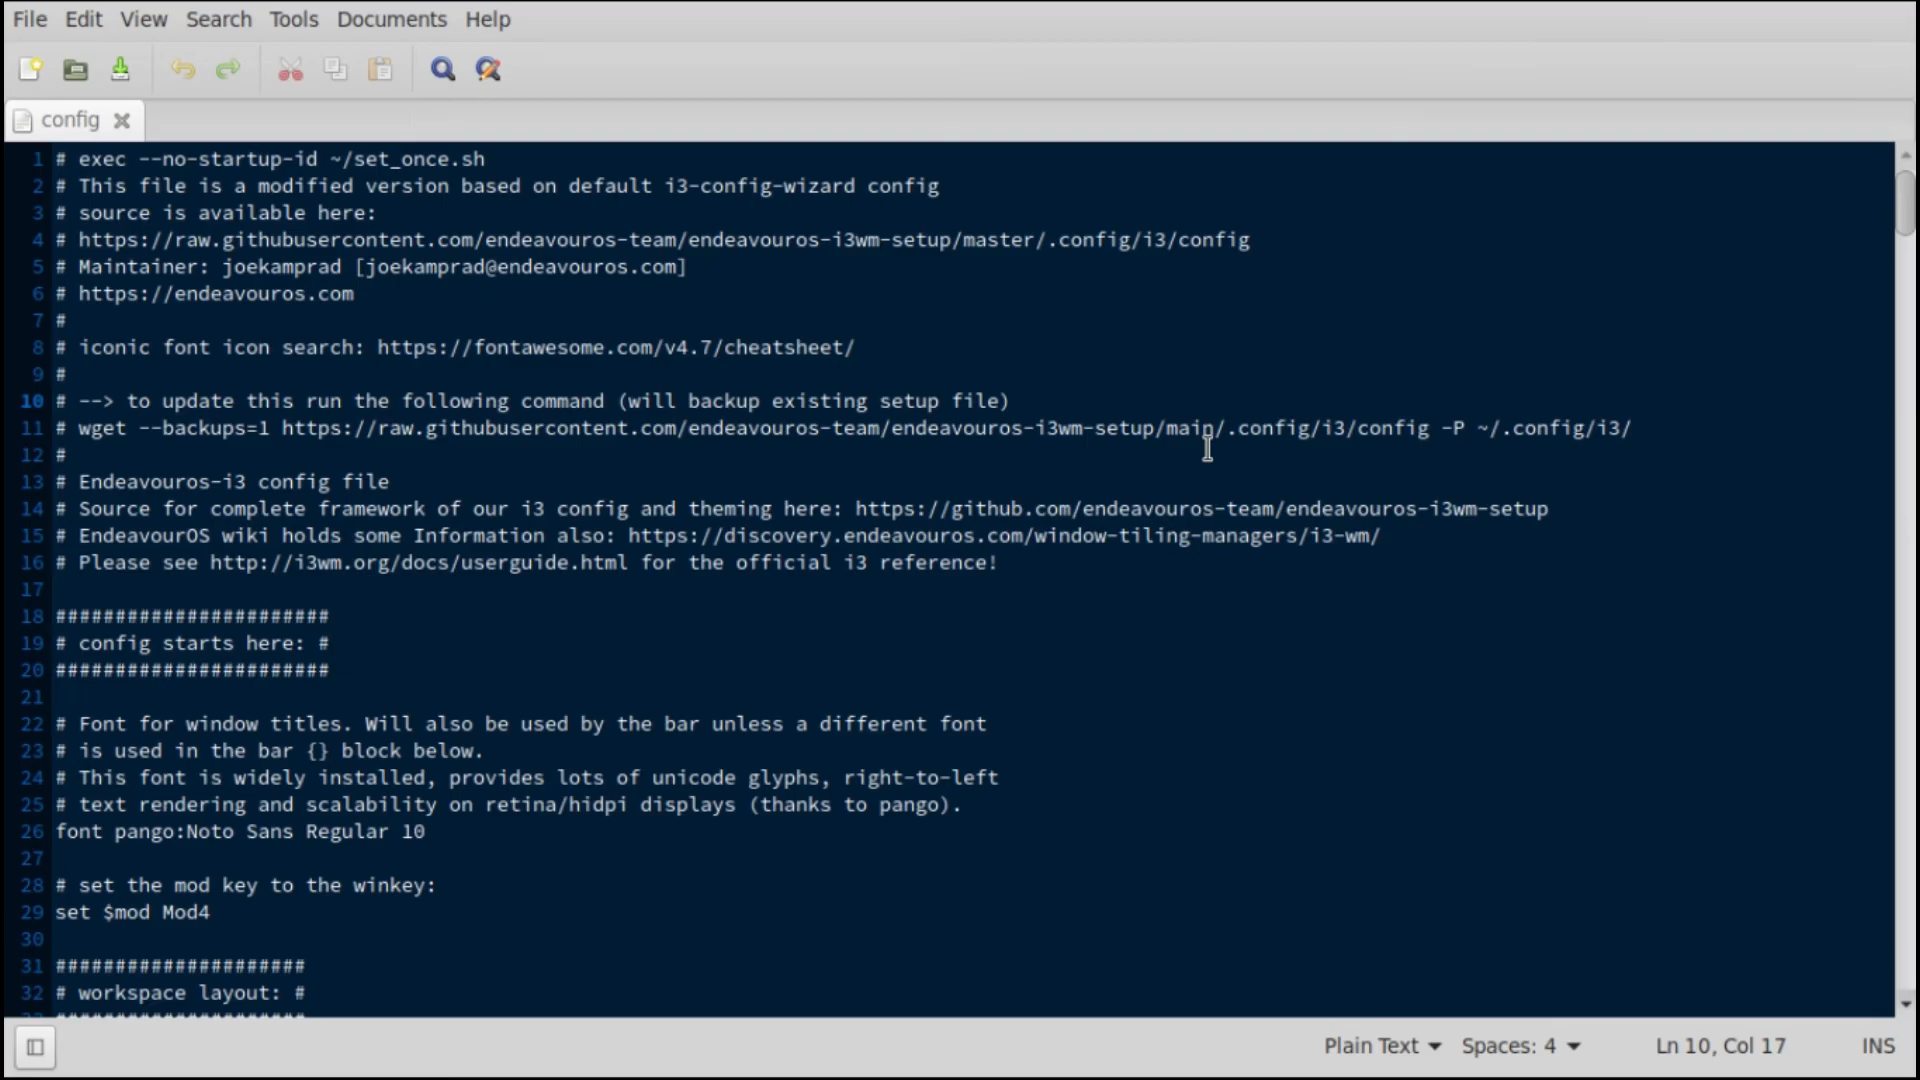 File Edit View Search Tools Documents Help
config
1 # exec --no-startup-id ~/set_once.sh
2 # This file is a modified version based on default i3-config-wizard config
3 # source is available here:
4 # https://raw.githubusercontent.com/endeavouros-team/endeavouros-i3wm-setup/master/.config/i3/config
5 # Maintainer: joekamprad [joekamprad@endeavouros.com]
6 # https://endeavouros.com
7 #
8 # iconic font icon search: https://fontawesome.com/v4.7/cheatsheet/
9 #
10 # --> to update this run the following command (will backup existing setup file)
11 # wget --backups=1 https://raw.githubusercontent.com/endeavouros-team/endeavouros-i3wm-setup/main/.config/i3/config -P ~/.config/i3/
12 #
13 # Endeavouros-i3 config file
14 # Source for complete framework of our i3 config and theming here: https://github.com/endeavouros-team/endeavouros-i3wm-setup
15 # EndeavourOS wiki holds some Information also: https://discovery.endeavouros.com/window-tiling-managers/i3-wm/
16 # Please see http://i3wm.org/docs/userguide.html for the official i3 reference!
17
18 #######################
19 # config starts here: #
20 #######################
21
22 # Font for window titles. Will also be used by the bar unless a different font
23 # is used in the bar {} block below.
24 # This font is widely installed, provides lots of unicode glyphs, right-to-left
25 # text rendering and scalability on retina/hidpi displays (thanks to pango).
26 font pango:Noto Sans Regular 10
27
28 # set the mod key to the winkey:
29 set $mod Mod4
30
31 #####################
32 # workspace layout: #
Plain Text Spaces: 4 Ln 10, Col 17 INS